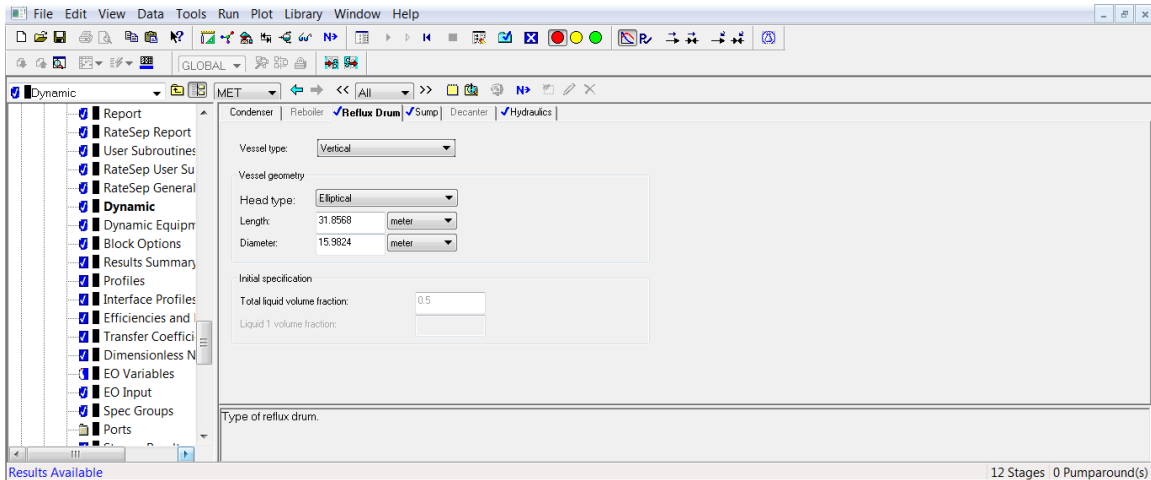 File Edit View Data Tools Run Plot Library Window Help
N>
GLOBAL
Dynamic MET << All >> N>
Report
RateSep Report
User Subroutines
RateSep User Su
RateSep General
Dynamic
Dynamic Equipm
Block Options
Results Summary
Profiles
Interface Profiles
Efficiencies and
Transfer Coeffici
Dimensionless N
EO Variables
EO Input
Spec Groups
Ports
Condenser Reboiler Reflux Drum Sump Decanter Hydraulics
Vessel type: Vertical
Vessel geometry
Head type: Elliptical
Length: 31.8568 meter
Diameter: 15.9824 meter
Initial specification
Total liquid volume fraction: 0.5
Liquid 1 volume fraction:
Type of reflux drum.
Results Available 12 Stages 0 Pumparound(s)